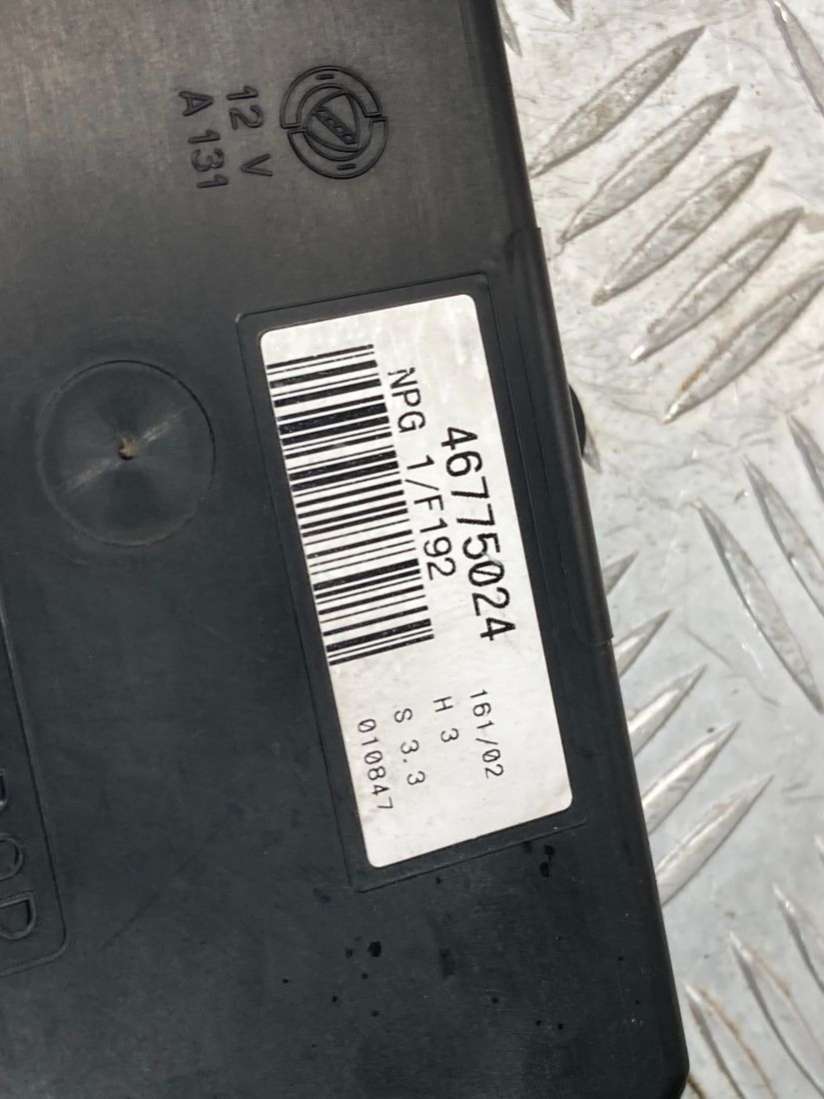 12 V
A 131
46775024
NPG 1/F192
161/02
H 3
S 3.3
010847